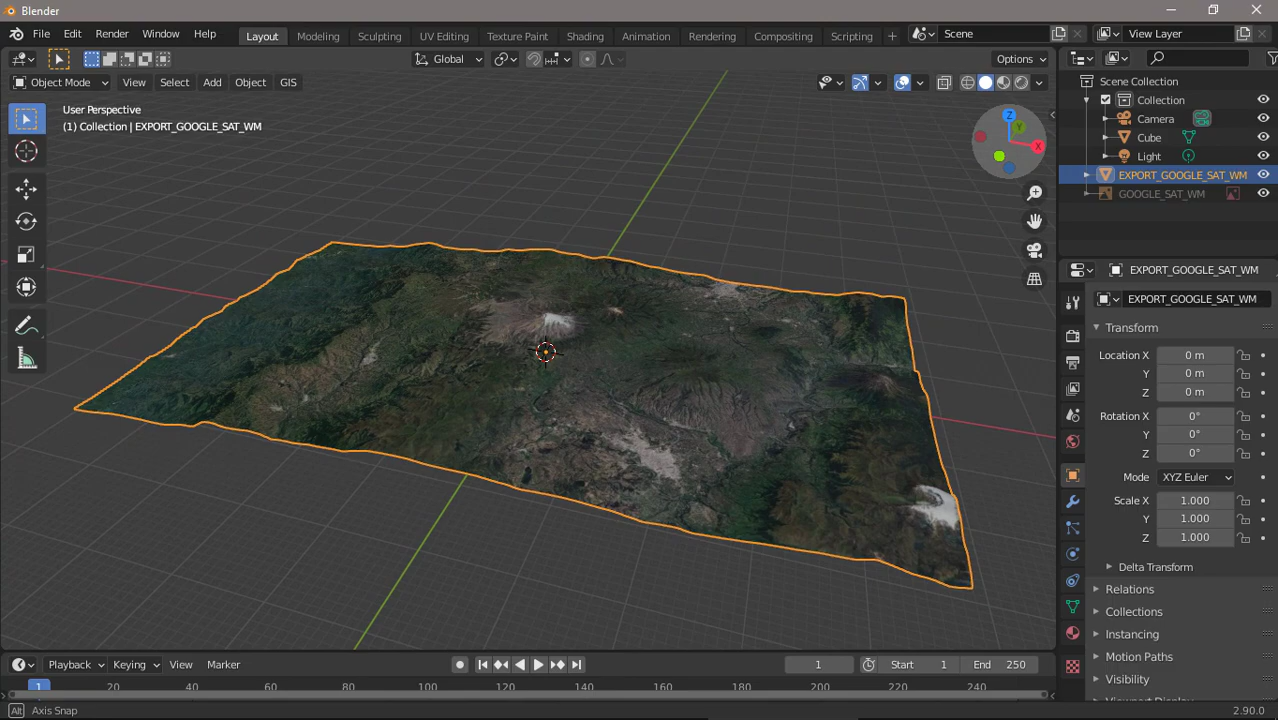 Blender
File Edit Render Window Help
Layout Modeling Sculpting UV Editing Texture Paint Shading Animation Rendering Compositing Scripting + Scene View Layer
Global Options
Object Mode View Select Add Object GIS
User Perspective
(1) Collection | EXPORT_GOOGLE_SAT_WM
Z
Y
X
Scene Collection
Collection
Camera
Cube
Light
EXPORT_GOOGLE_SAT_WM
GOOGLE_SAT_WM
EXPORT_GOOGLE_SAT_WM
EXPORT_GOOGLE_SAT_WM
Transform
Location X 0 m
Y 0 m
Z 0 m
Rotation X 0°
Y 0°
Z 0°
Mode XYZ Euler
Scale X 1.000
Y 1.000
Z 1.000
Delta Transform
Relations
Collections
Instancing
Motion Paths
Visibility
Playback Keying View Marker 1 Start 1 End 250
1 20 40 60 80 100 120 140 160 180 200 220 240
Alt Axis Snap 2.90.0